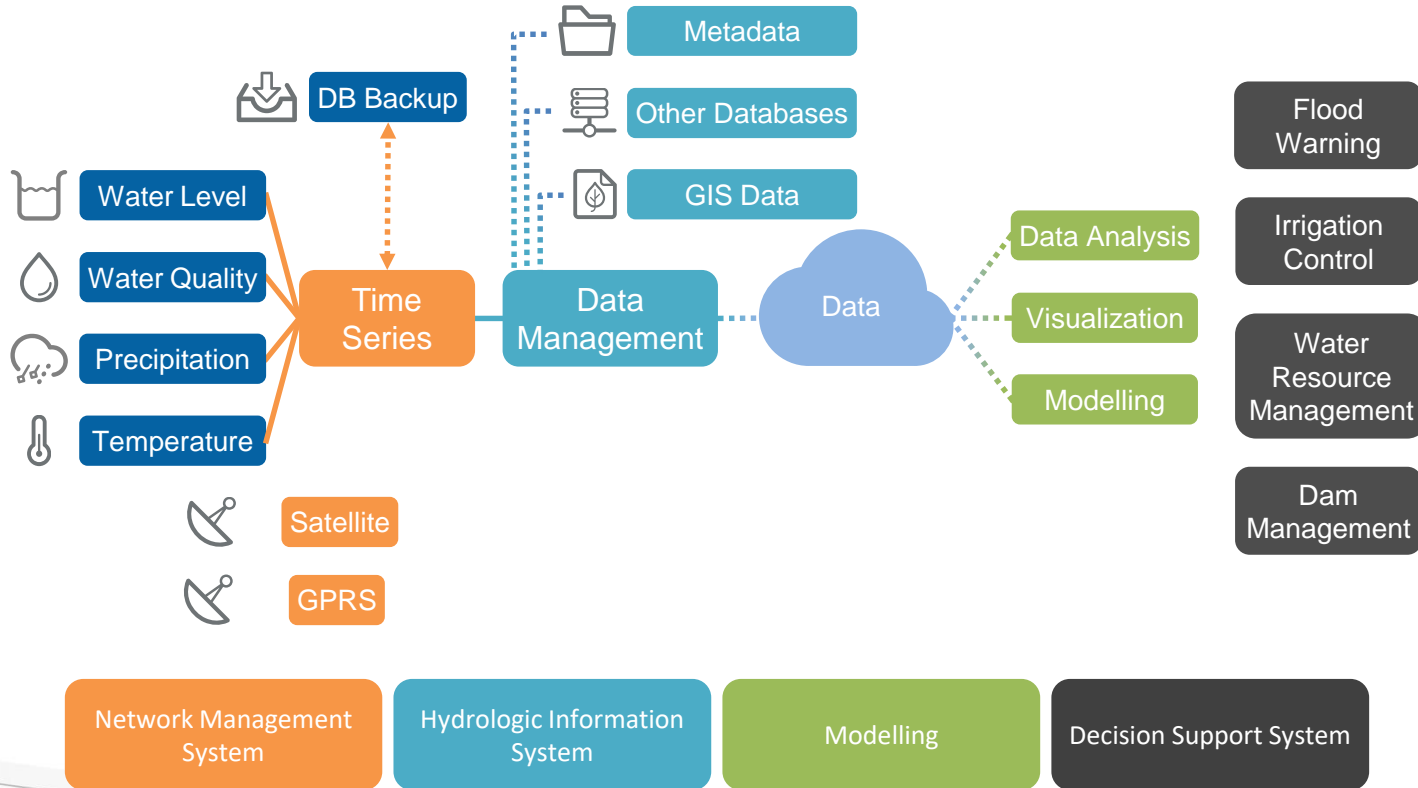 Metadata
DB Backup
Other Databases
Flood
Warning
Water Level
GIS Data
Irrigation
Control
Data Analysis
Water Quality
Time
Series
Data
Management
Data
Visualization
Precipitation
Water
Resource
Management
Modelling
Temperature
Dam
Management
Satellite
GPRS
Network Management
System
Hydrologic Information
System
Modelling
Decision Support System